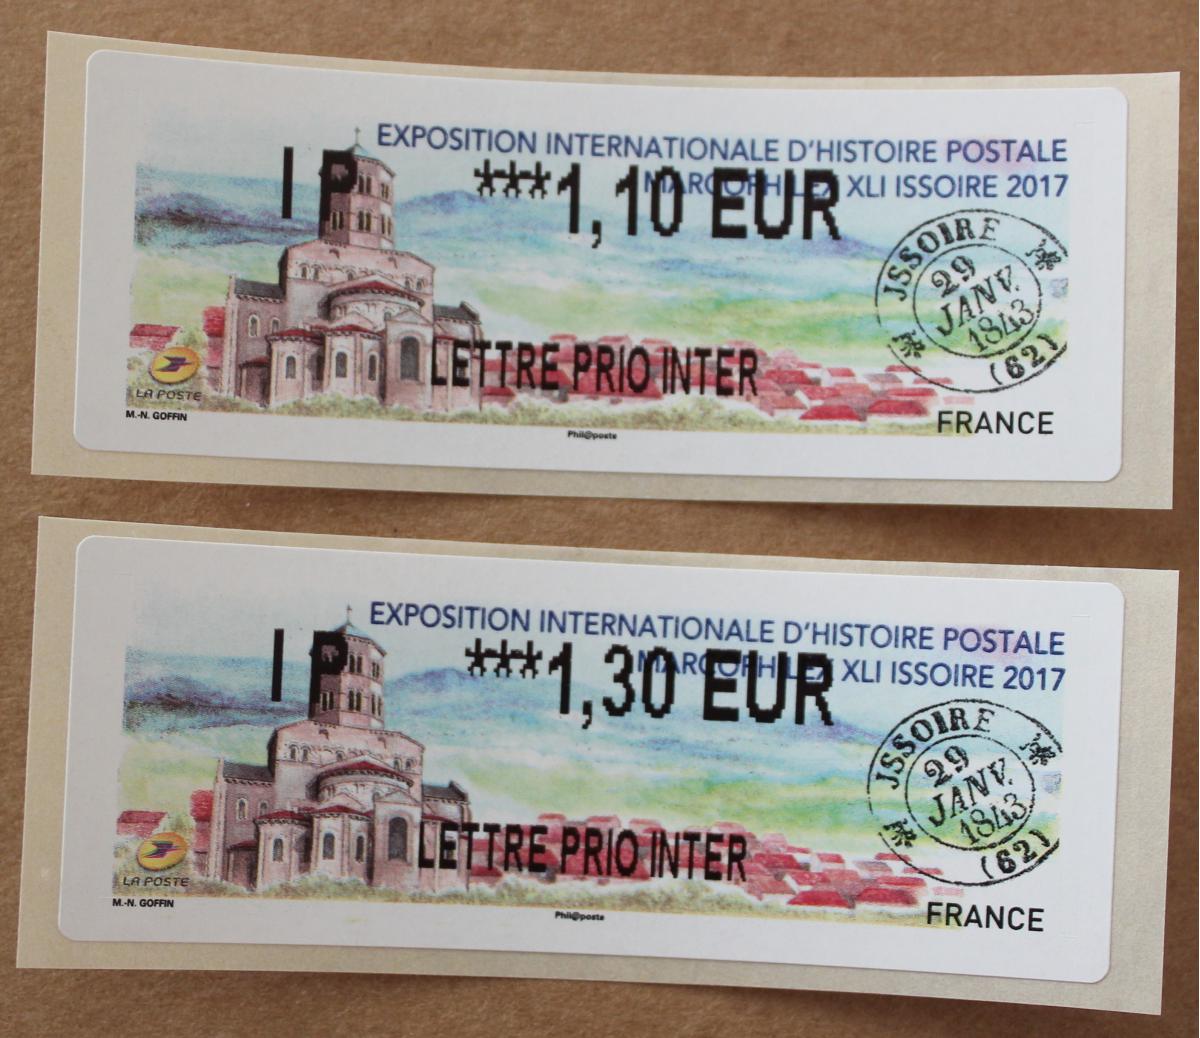 EXPOSITION INTERNATIONALE D'HISTOIRE POSTALE
MARCOPHILEX XLI ISSOIRE 2017
IP ***1,10 EUR
JSSOIRE
29
JANV.
1843
(62)
LETTRE PRIO INTER
LA POSTE
M.-N. GOFFIN
Phil@poste
FRANCE
EXPOSITION INTERNATIONALE D'HISTOIRE POSTALE
MARCOPHILEX XLI ISSOIRE 2017
IP ***1,30 EUR
JSSOIRE
29
JANV.
1843
(62)
LETTRE PRIO INTER
LA POSTE
M.-N. GOFFIN
Phil@poste
FRANCE